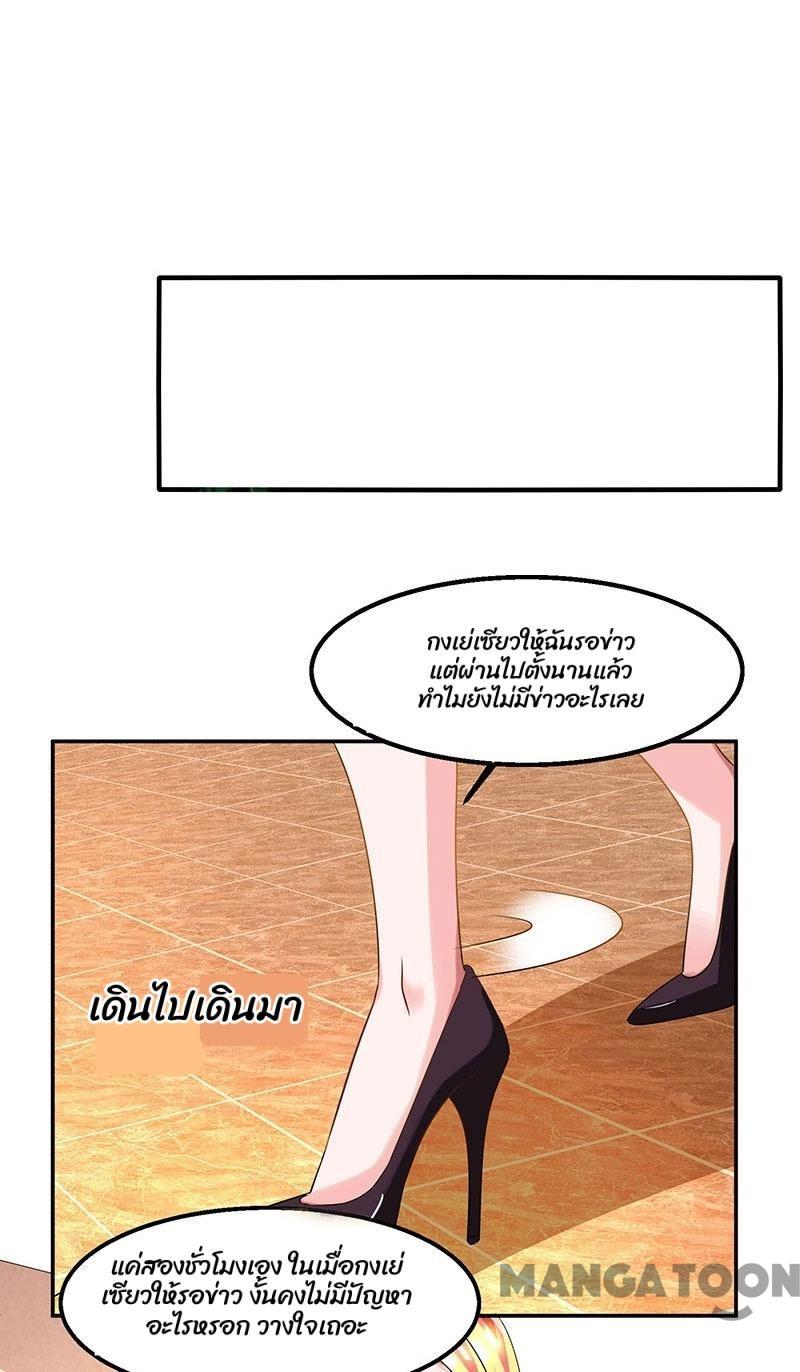 กงเย่เซียวให้ฉันรอข่าว
แต่ผ่านไปตั้งนานแล้ว
ทำไมยังไม่มีข่าวอะไรเลย
เดินไปเดินมา
แค่สองชั่วโมงเอง ในเมื่อกงเย่
เซียวให้รอข่าว งั้นคงไม่มีปัญหา
อะไรหรอก วางใจเถอะ
MANGATOON